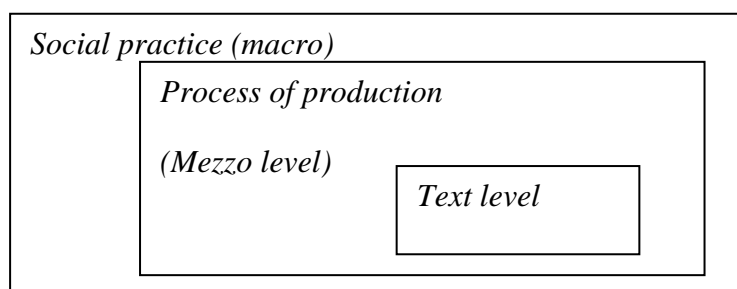 Social practice (macro)
Process of production
(Mezzo level)
Text level